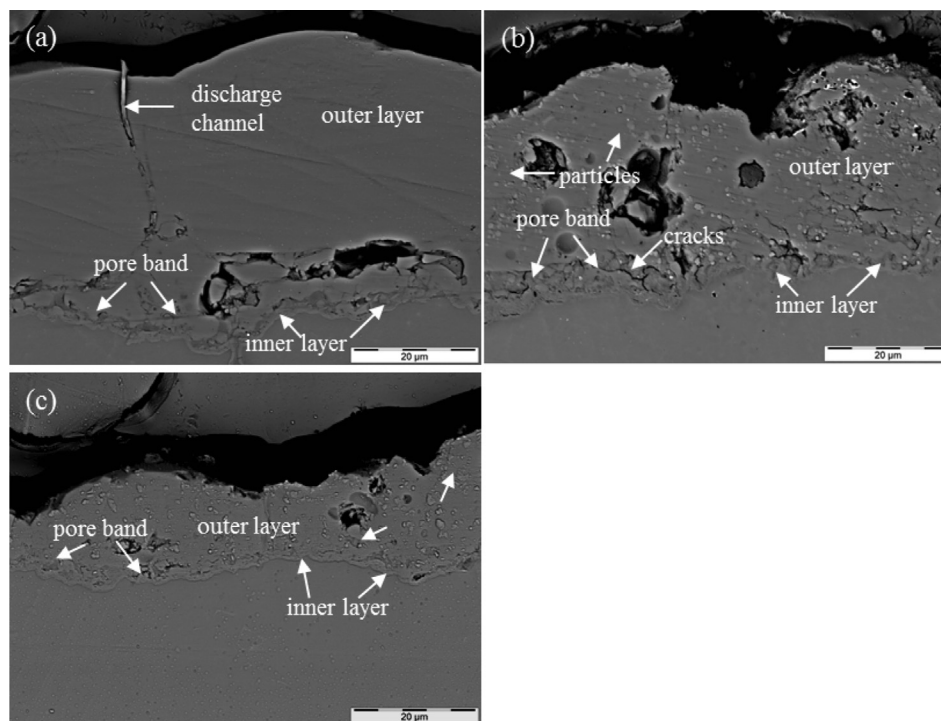 (a)
discharge
channel
outer layer
pore band
inner layer
20 µm
(b)
outer layer
particles
pore band
cracks
inner layer
20 µm
(c)
pore band
outer layer
inner layer
20 µm